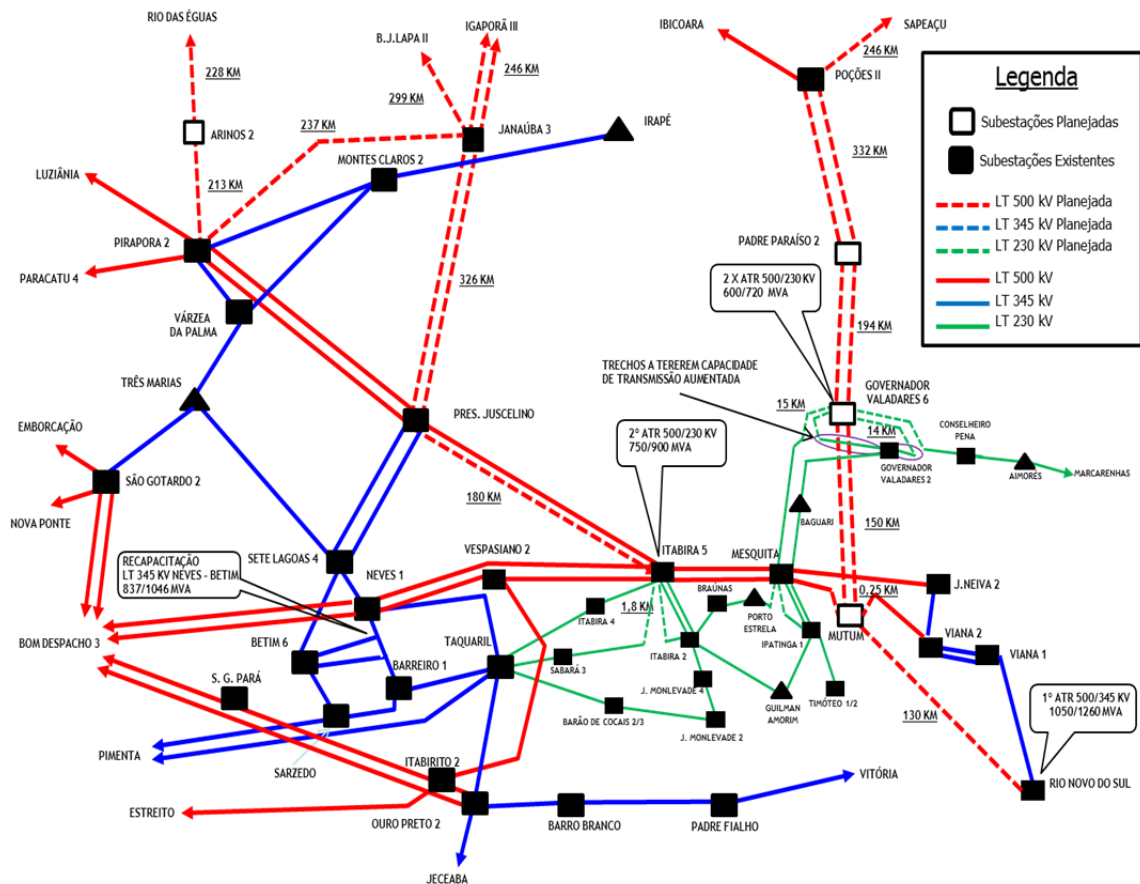 RIO DAS ÉGUAS
228 KM
ARINOS 2
213 KM
LUZIÂNIA
PIRAPORA 2
PARACATU 4
VÁRZEA
DA PALMA
TRÊS MARIAS
EMBORCAÇÃO
SÃO GOTARDO 2
NOVA PONTE
B.J.LAPA II
299 KM
237 KM
IGAPORÃ III
246 KM
JANAÚBA 3
MONTES CLAROS 2
IRAPÉ
326 KM
PRES. JUSCELINO
180 KM
IBICOARA
SAPEAÇU
246 KM
POÇÕES II
332 KM
PADRE PARAÍSO 2
2 X ATR 500/230 KV
600/720 MVA
194 KM
TRECHOS A TEREREM CAPACIDADE
DE TRANSMISSÃO AUMENTADA
GOVERNADOR
VALADARES 6
15 KM
14 KM
CONSELHEIRO
PENA
GOVERNADOR
VALADARES 2
AIMORÉS
MARCARENHAS
2º ATR 500/230 KV
750/900 MVA
BAGUARI
150 KM
Legenda
Subestações Planejadas
Subestações Existentes
LT 500 kV Planejada
LT 345 kV Planejada
LT 230 kV Planejada
LT 500 kV
LT 345 kV
LT 230 kV
RECAPACITAÇÃO
LT 345 KV NEVES - BETIM
837/1046 MVA
SETE LAGOAS 4
NEVES 1
VESPASIANO 2
ITABIRA 5
MESQUITA
J.NEIVA 2
0,25 KM
MUTUM
VIANA 2
VIANA 1
BOM DESPACHO 3
BETIM 6
BARREIRO 1
TAQUARIL
ITABIRA 4
1,8 KM
BRAÚNAS
PORTO
ESTRELA
IPATINGA 1
SABARÁ 3
ITABIRA 2
J. MONLEVADE 4
GUILMAN
AMORIM
TIMÓTEO 1/2
BARÃO DE COCAIS 2/3
J. MONLEVADE 2
S. G. PARÁ
PIMENTA
SARZEDO
ITABIRITO 2
ESTREITO
OURO PRETO 2
BARRO BRANCO
PADRE FIALHO
VITÓRIA
JECEABA
130 KM
1º ATR 500/345 KV
1050/1260 MVA
RIO NOVO DO SUL